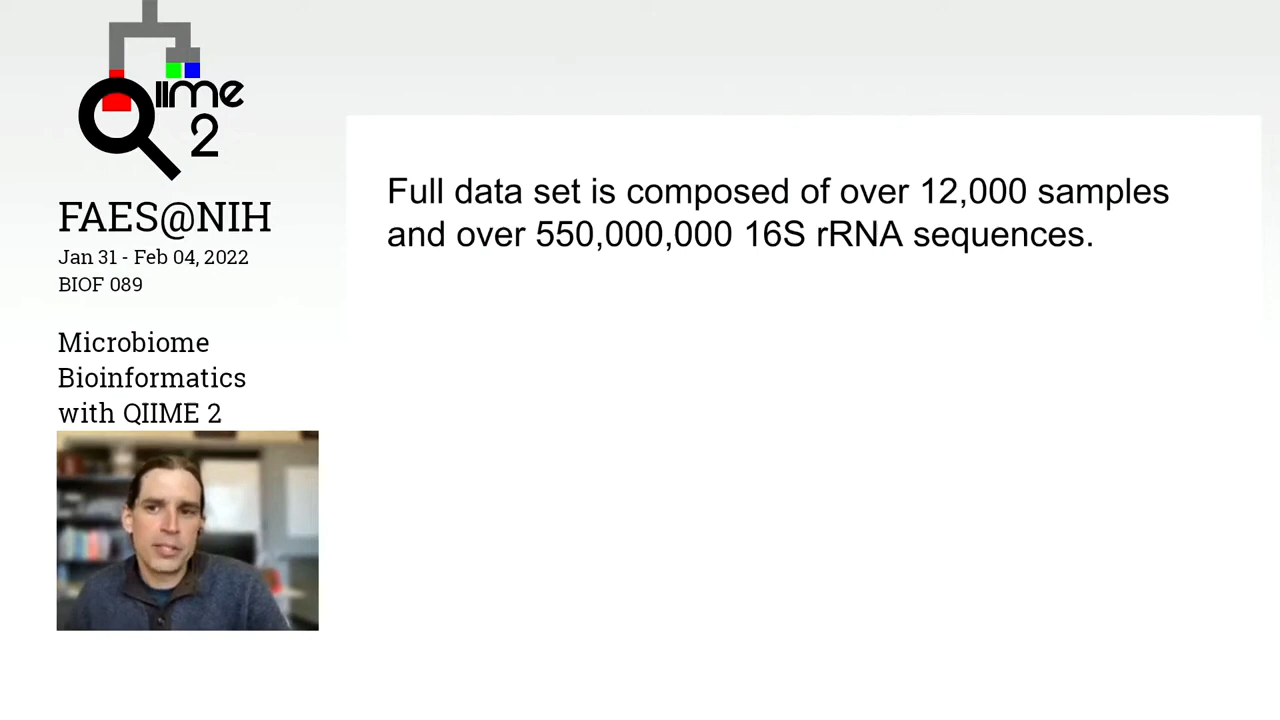 QIIME
2
FAES@NIH
Jan 31 - Feb 04, 2022
BIOF 089
Microbiome
Bioinformatics
with QIIME 2
Full data set is composed of over 12,000 samples
and over 550,000,000 16S rRNA sequences.